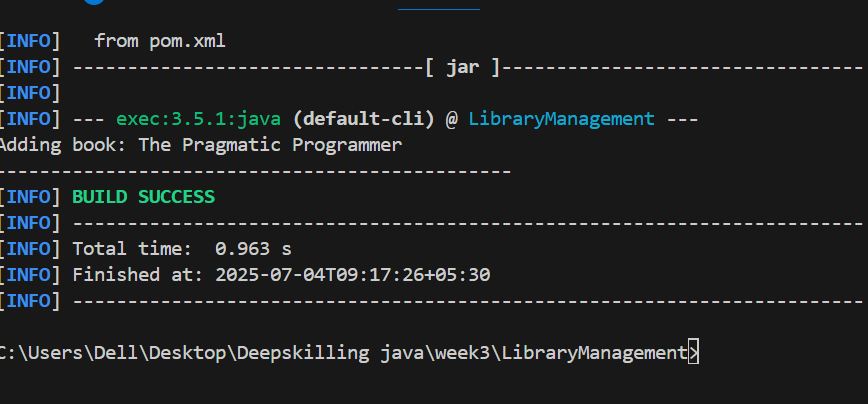 [INFO]   from pom.xml
[INFO] --------------------------------[ jar ]---------------------------------
[INFO]
[INFO] --- exec:3.5.1:java (default-cli) @ LibraryManagement ---
Adding book: The Pragmatic Programmer
-----------------------------------------------
[INFO] BUILD SUCCESS
[INFO] ------------------------------------------------------------------------
[INFO] Total time:  0.963 s
[INFO] Finished at: 2025-07-04T09:17:26+05:30
[INFO] ------------------------------------------------------------------------
C:\Users\Dell\Desktop\Deepskilling java\week3\LibraryManagement>